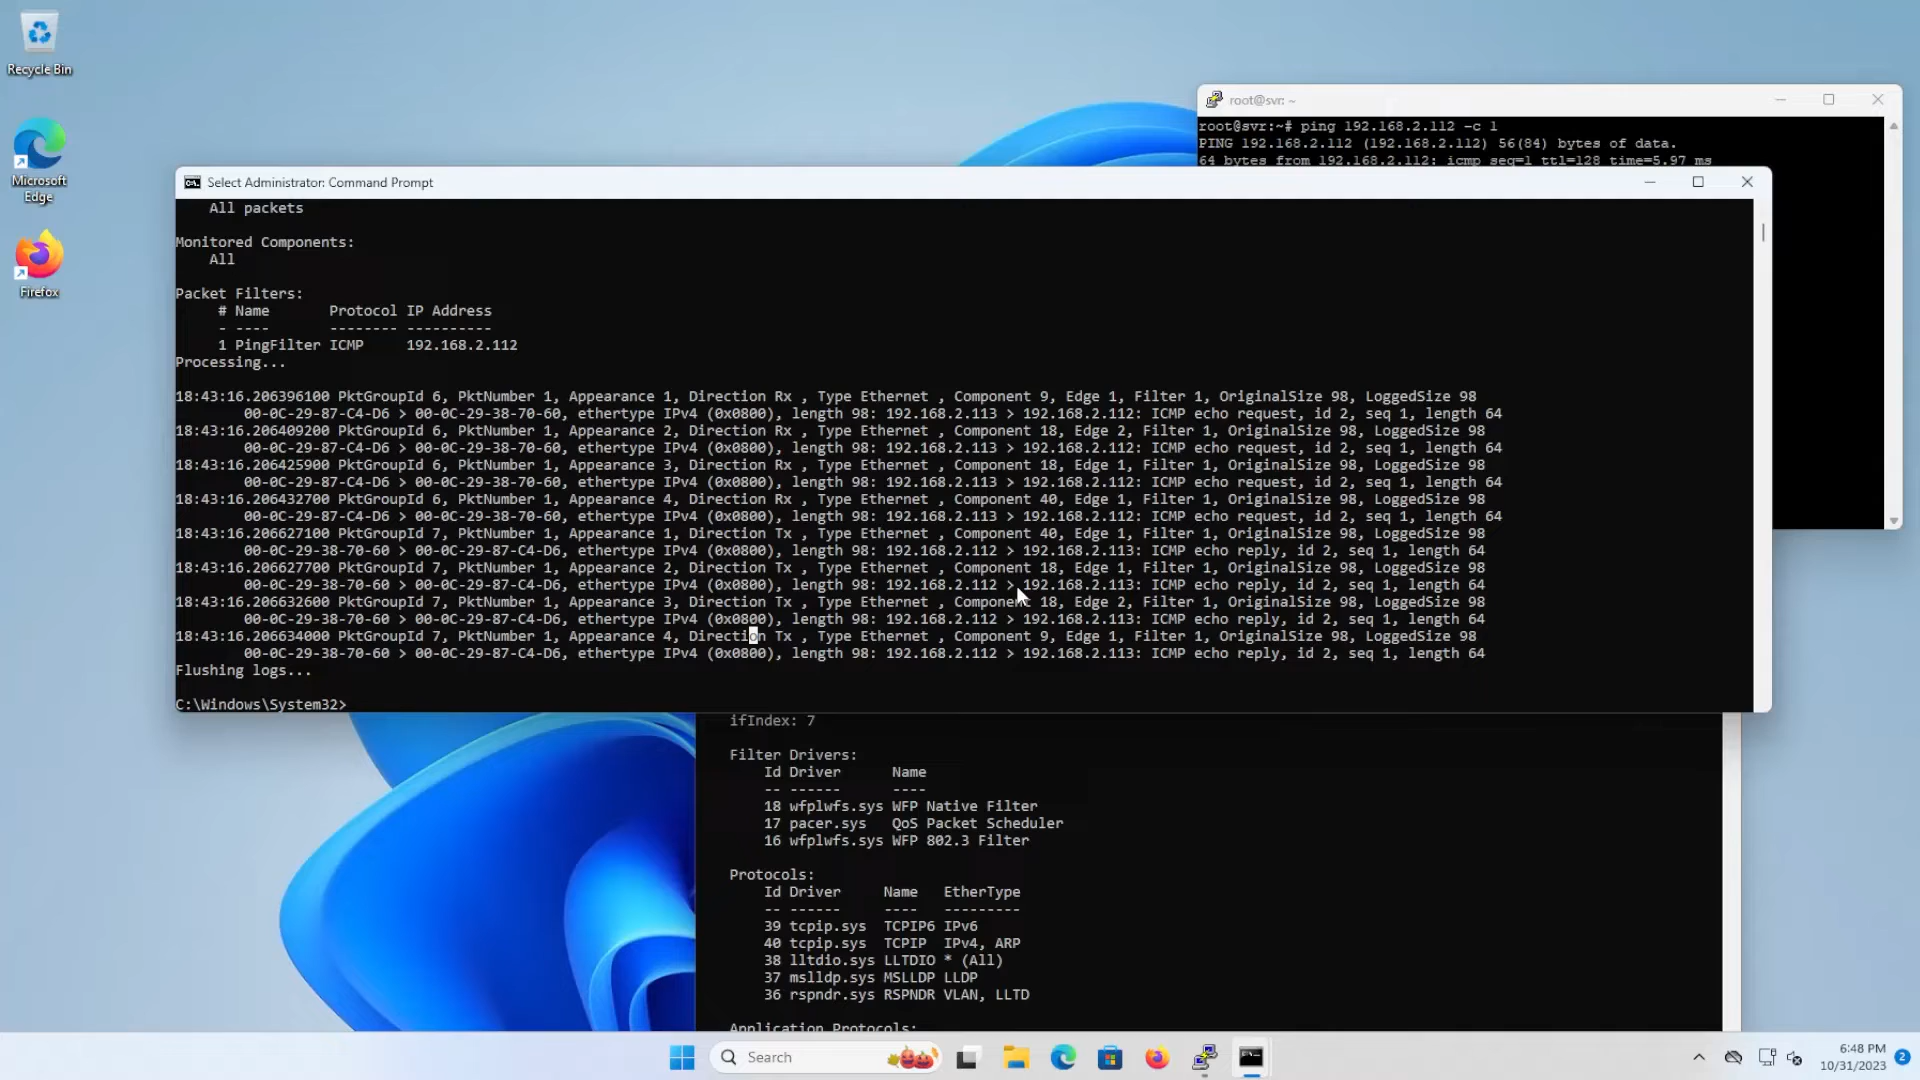 Recycle Bin
Microsoft
Edge
Firefox
root@svr: ~
root@svr:~# ping 192.168.2.112 -c 1
PING 192.168.2.112 (192.168.2.112) 56(84) bytes of data.
64 bytes from 192.168.2.112: icmp_seq=1 ttl=128 time=5.97 ms
Select Administrator: Command Prompt
All packets
Monitored Components:
All
Packet Filters:
# Name Protocol IP Address
- ---- -------- ----------
1 PingFilter ICMP 192.168.2.112
Processing...
18:43:16.206396100 PktGroupId 6, PktNumber 1, Appearance 1, Direction Rx , Type Ethernet , Component 9, Edge 1, Filter 1, OriginalSize 98, LoggedSize 98
00-0C-29-87-C4-D6 > 00-0C-29-38-70-60, ethertype IPv4 (0x0800), length 98: 192.168.2.113 > 192.168.2.112: ICMP echo request, id 2, seq 1, length 64
18:43:16.206409200 PktGroupId 6, PktNumber 1, Appearance 2, Direction Rx , Type Ethernet , Component 18, Edge 2, Filter 1, OriginalSize 98, LoggedSize 98
00-0C-29-87-C4-D6 > 00-0C-29-38-70-60, ethertype IPv4 (0x0800), length 98: 192.168.2.113 > 192.168.2.112: ICMP echo request, id 2, seq 1, length 64
18:43:16.206425900 PktGroupId 6, PktNumber 1, Appearance 3, Direction Rx , Type Ethernet , Component 18, Edge 1, Filter 1, OriginalSize 98, LoggedSize 98
00-0C-29-87-C4-D6 > 00-0C-29-38-70-60, ethertype IPv4 (0x0800), length 98: 192.168.2.113 > 192.168.2.112: ICMP echo request, id 2, seq 1, length 64
18:43:16.206432700 PktGroupId 6, PktNumber 1, Appearance 4, Direction Rx , Type Ethernet , Component 40, Edge 1, Filter 1, OriginalSize 98, LoggedSize 98
00-0C-29-87-C4-D6 > 00-0C-29-38-70-60, ethertype IPv4 (0x0800), length 98: 192.168.2.113 > 192.168.2.112: ICMP echo request, id 2, seq 1, length 64
18:43:16.206627100 PktGroupId 7, PktNumber 1, Appearance 1, Direction Tx , Type Ethernet , Component 40, Edge 1, Filter 1, OriginalSize 98, LoggedSize 98
00-0C-29-38-70-60 > 00-0C-29-87-C4-D6, ethertype IPv4 (0x0800), length 98: 192.168.2.112 > 192.168.2.113: ICMP echo reply, id 2, seq 1, length 64
18:43:16.206627700 PktGroupId 7, PktNumber 1, Appearance 2, Direction Tx , Type Ethernet , Component 18, Edge 1, Filter 1, OriginalSize 98, LoggedSize 98
00-0C-29-38-70-60 > 00-0C-29-87-C4-D6, ethertype IPv4 (0x0800), length 98: 192.168.2.112 > 192.168.2.113: ICMP echo reply, id 2, seq 1, length 64
18:43:16.206632600 PktGroupId 7, PktNumber 1, Appearance 3, Direction Tx , Type Ethernet , Component 18, Edge 2, Filter 1, OriginalSize 98, LoggedSize 98
00-0C-29-38-70-60 > 00-0C-29-87-C4-D6, ethertype IPv4 (0x0800), length 98: 192.168.2.112 > 192.168.2.113: ICMP echo reply, id 2, seq 1, length 64
18:43:16.206634000 PktGroupId 7, PktNumber 1, Appearance 4, Direction Tx , Type Ethernet , Component 9, Edge 1, Filter 1, OriginalSize 98, LoggedSize 98
00-0C-29-38-70-60 > 00-0C-29-87-C4-D6, ethertype IPv4 (0x0800), length 98: 192.168.2.112 > 192.168.2.113: ICMP echo reply, id 2, seq 1, length 64
Flushing logs...
C:\Windows\System32>
ifIndex: 7
Filter Drivers:
Id Driver Name
-- ------ ----
18 wfplwfs.sys WFP Native Filter
17 pacer.sys QoS Packet Scheduler
16 wfplwfs.sys WFP 802.3 Filter
Protocols:
Id Driver Name EtherType
-- ------ ---- ---------
39 tcpip.sys TCPIP6 IPv6
40 tcpip.sys TCPIP IPv4, ARP
38 lltdio.sys LLTDIO * (All)
37 mslldp.sys MSLLDP LLDP
36 rspndr.sys RSPNDR VLAN, LLTD
Application Protocols:
Search
6:48 PM
10/31/2023
2